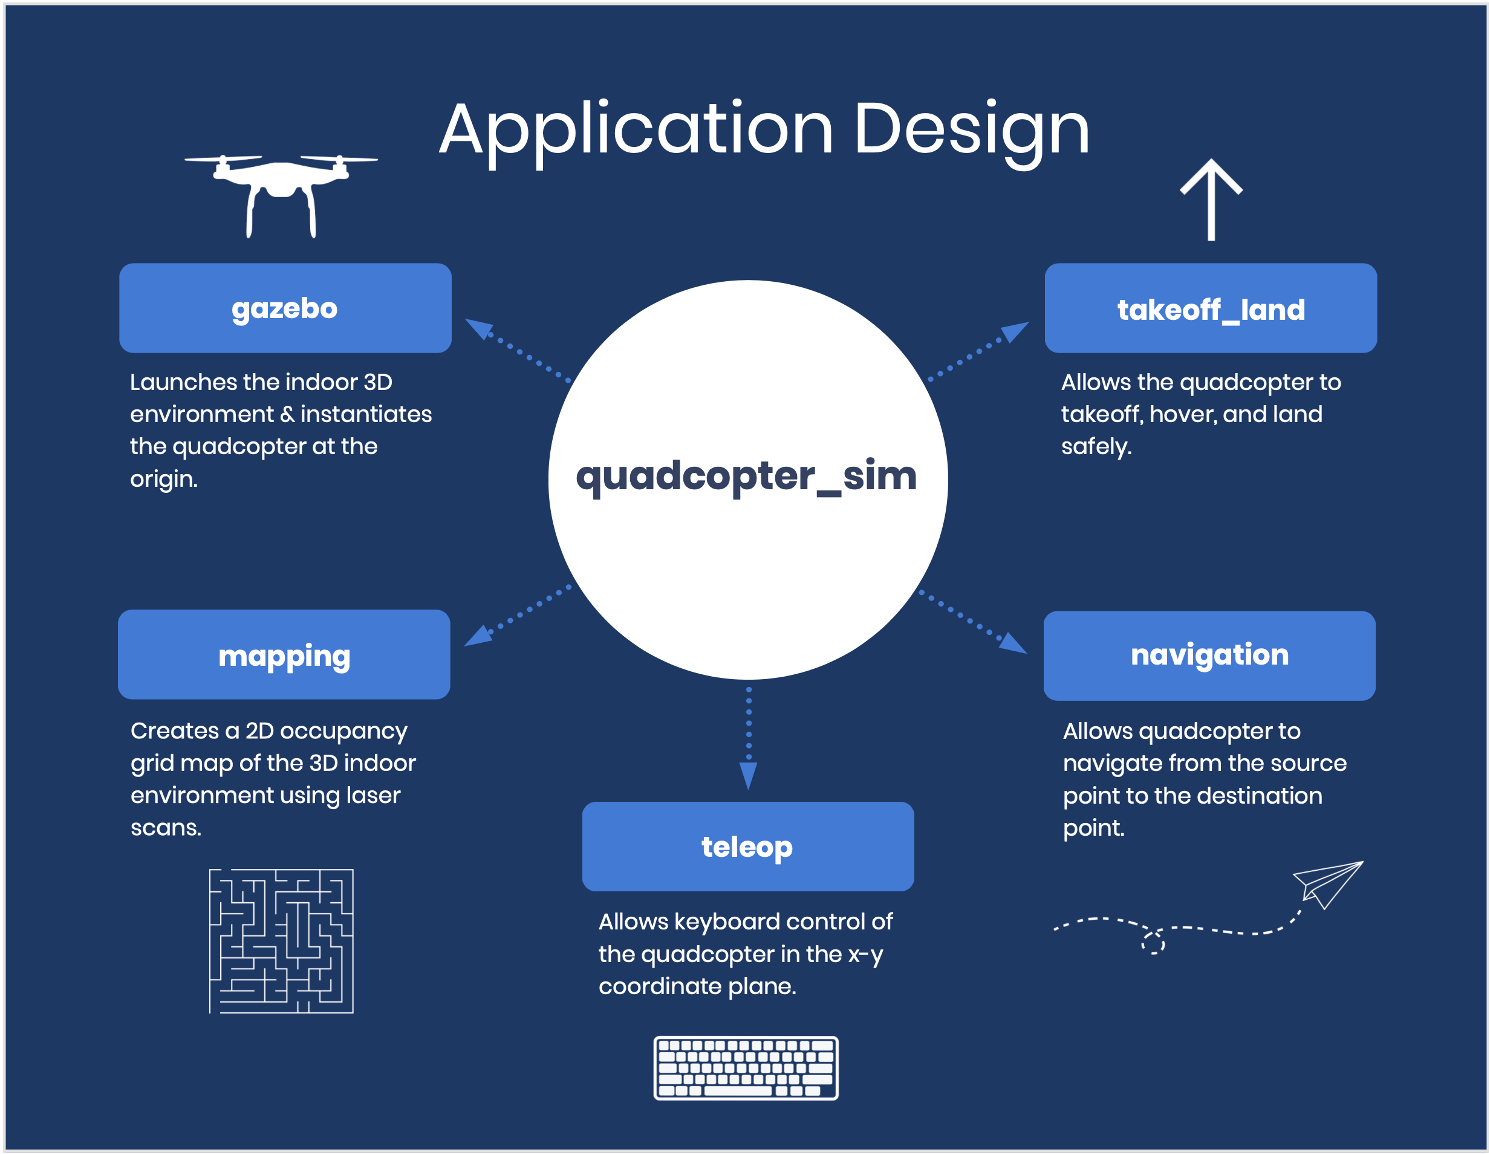 Application Design
gazebo
Launches the indoor 3D
environment & instantiates
the quadcopter at the
origin.
takeoff_land
Allows the quadcopter to
takeoff, hover, and land
safely.
quadcopter_sim
mapping
Creates a 2D occupancy
grid map of the 3D indoor
environment using laser
scans.
navigation
Allows quadcopter to
navigate from the source
point to the destination
point.
teleop
Allows keyboard control of
the quadcopter in the x-y
coordinate plane.